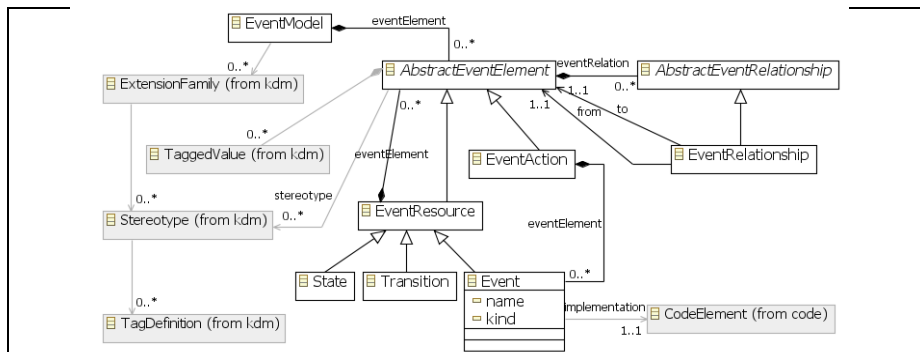 EventModel
eventElement
0..*
0..*
AbstractEventElement
eventRelation
0..*
AbstractEventRelationship
ExtensionFamily (from kdm)
0..*
1..1
1..1
to
from
0..*
TaggedValue (from kdm)
eventElement
EventAction
EventRelationship
stereotype
0..*
0..*
Stereotype (from kdm)
EventResource
eventElement
State
Transition
Event
0..*
name
kind
implementation
1..1
CodeElement (from code)
0..*
TagDefinition (from kdm)